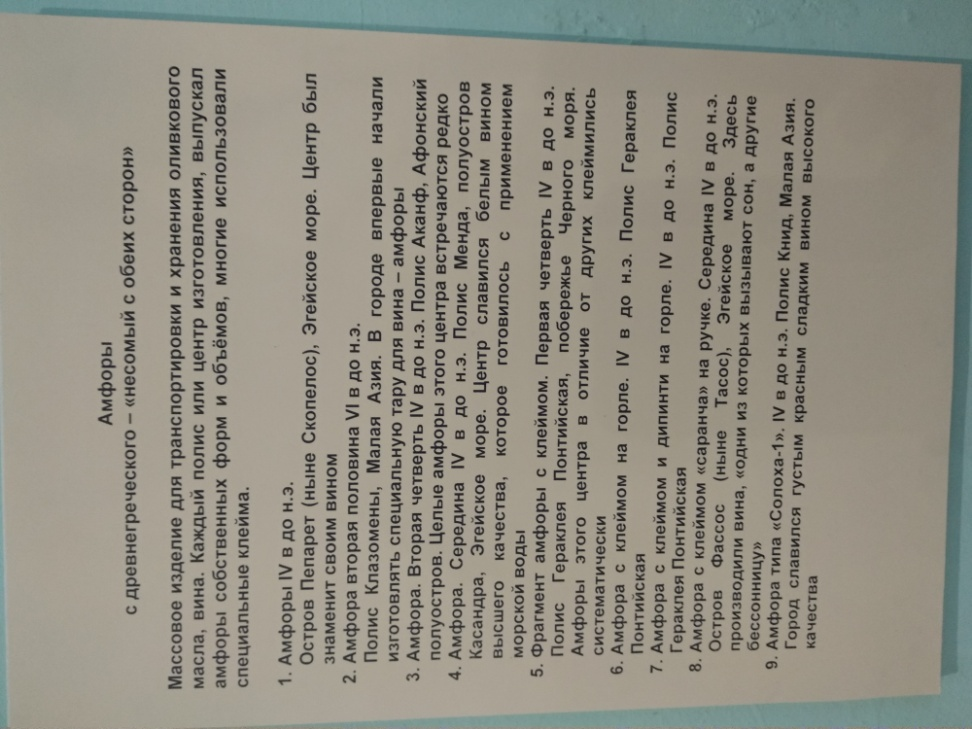 Амфоры
с древнегреческого – «несомый с обеих сторон»
Массовое изделие для транспортировки и хранения оливкового
масла, вина. Каждый полис или центр изготовления, выпускал
амфоры собственных форм и объёмов, многие использовали
специальные клейма.
1. Амфоры IV в до н.э.
Остров Пепарет (ныне Скопелос), Эгейское море. Центр был
знаменит своим вином
2. Амфора вторая половина VI в до н.э.
Полис Клазомены, Малая Азия. В городе впервые начали
изготовлять специальную тару для вина – амфоры
3. Амфора. Вторая четверть IV в до н.э. Полис Аканф, Афонский
полуостров. Целые амфоры этого центра встречаются редко
4. Амфора. Середина IV в до н.э. Полис Менда, полуостров
Касандра, Эгейское море. Центр славился белым вином
высшего качества, которое готовилось с применением
морской воды
5. Фрагмент амфоры с клеймом. Первая четверть IV в до н.э.
Полис Гераклея Понтийская, побережье Черного моря.
Амфоры этого центра в отличие от других клеймились
систематически
6. Амфора с клеймом на горле. IV в до н.э. Полис Гераклея
Понтийская
7. Амфора с клеймом и дипинти на горле. IV в до н.э. Полис
Гераклея Понтийская
8. Амфора с клеймом «саранча» на ручке. Середина IV в до н.э.
Остров Фассос (ныне Тасос), Эгейское море. Здесь
производили вина, «одни из которых вызывают сон, а другие
бессонницу»
9. Амфора типа «Солоха-1». IV в до н.э. Полис Книд, Малая Азия.
Город славился густым красным сладким вином высокого
качества